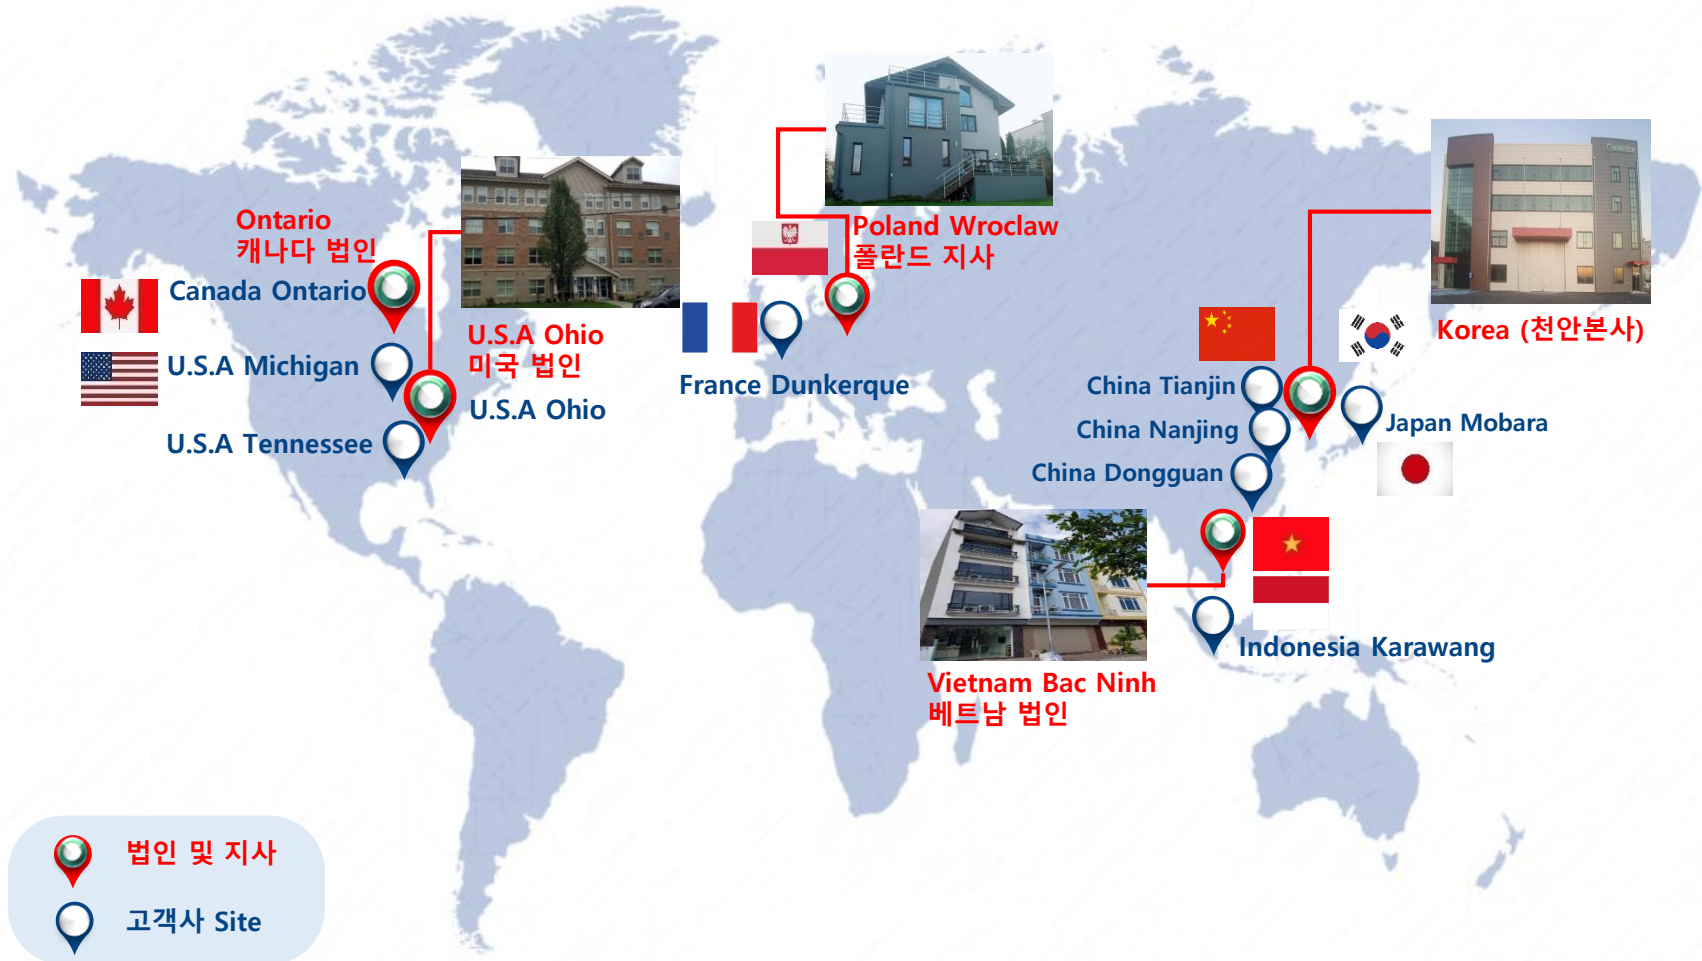 Ontario
캐나다 법인
Canada Ontario
U.S.A Michigan
U.S.A Tennessee
U.S.A Ohio
미국 법인
U.S.A Ohio
Poland Wroclaw
폴란드 지사
France Dunkerque
Korea (천안본사)
China Tianjin
China Nanjing
China Dongguan
Japan Mobara
Indonesia Karawang
Vietnam Bac Ninh
베트남 법인
법인 및 지사
고객사 Site